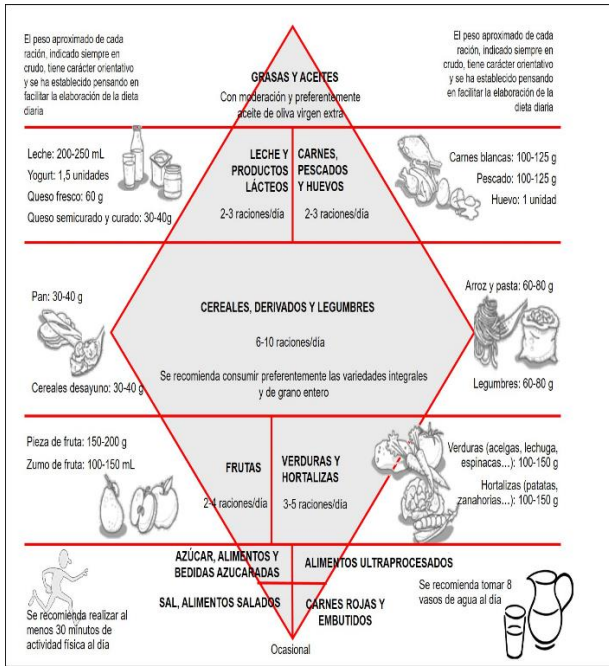 El peso aproximado de cada
ración, indicado siempre en
crudo, tiene carácter orientativo
y se ha establecido pensando en
facilitar la elaboración de la dieta
diaria
El peso aproximado de cada
ración, indicado siempre en
crudo, tiene carácter orientativo
y se ha establecido pensando
en facilitar la elaboración de la
dieta diaria
GRASAS Y ACEITES
Con moderación y preferentemente
aceite de oliva virgen extra
Leche: 200-250 mL
Yogurt: 1,5 unidades
Queso fresco: 60 g
Queso semicurado y curado: 30-40g
LECHE Y
PRODUCTOS
LÁCTEOS
2-3 raciones/día
CARNES,
PESCADOS
Y HUEVOS
2-3 raciones/día
Carnes blancas: 100-125 g
Pescado: 100-125 g
Huevo: 1 unidad
Pan: 30-40 g
Cereales desayuno: 30-40 g
CEREALES, DERIVADOS Y LEGUMBRES
6-10 raciones/día
Se recomienda consumir preferentemente las variedades integrales
y de grano entero
Arroz y pasta: 60-80 g
Legumbres: 60-80 g
Pieza de fruta: 150-200 g
Zumo de fruta: 100-150 mL
FRUTAS
2-4 raciones/día
VERDURAS Y
HORTALIZAS
3-5 raciones/día
Verduras (acelgas, lechuga,
espinacas...): 100-150 g
Hortalizas (patatas,
zanahorias...): 100-150 g
AZÚCAR, ALIMENTOS Y
BEDIDAS AZUCARADAS
ALIMENTOS ULTRAPROCESADOS
SAL, ALIMENTOS SALADOS
CARNES ROJAS Y
EMBUTIDOS
Ocasional
Se recomienda realizar al
menos 30 minutos de
actividad física al día
Se recomienda tomar 8
vasos de agua al día